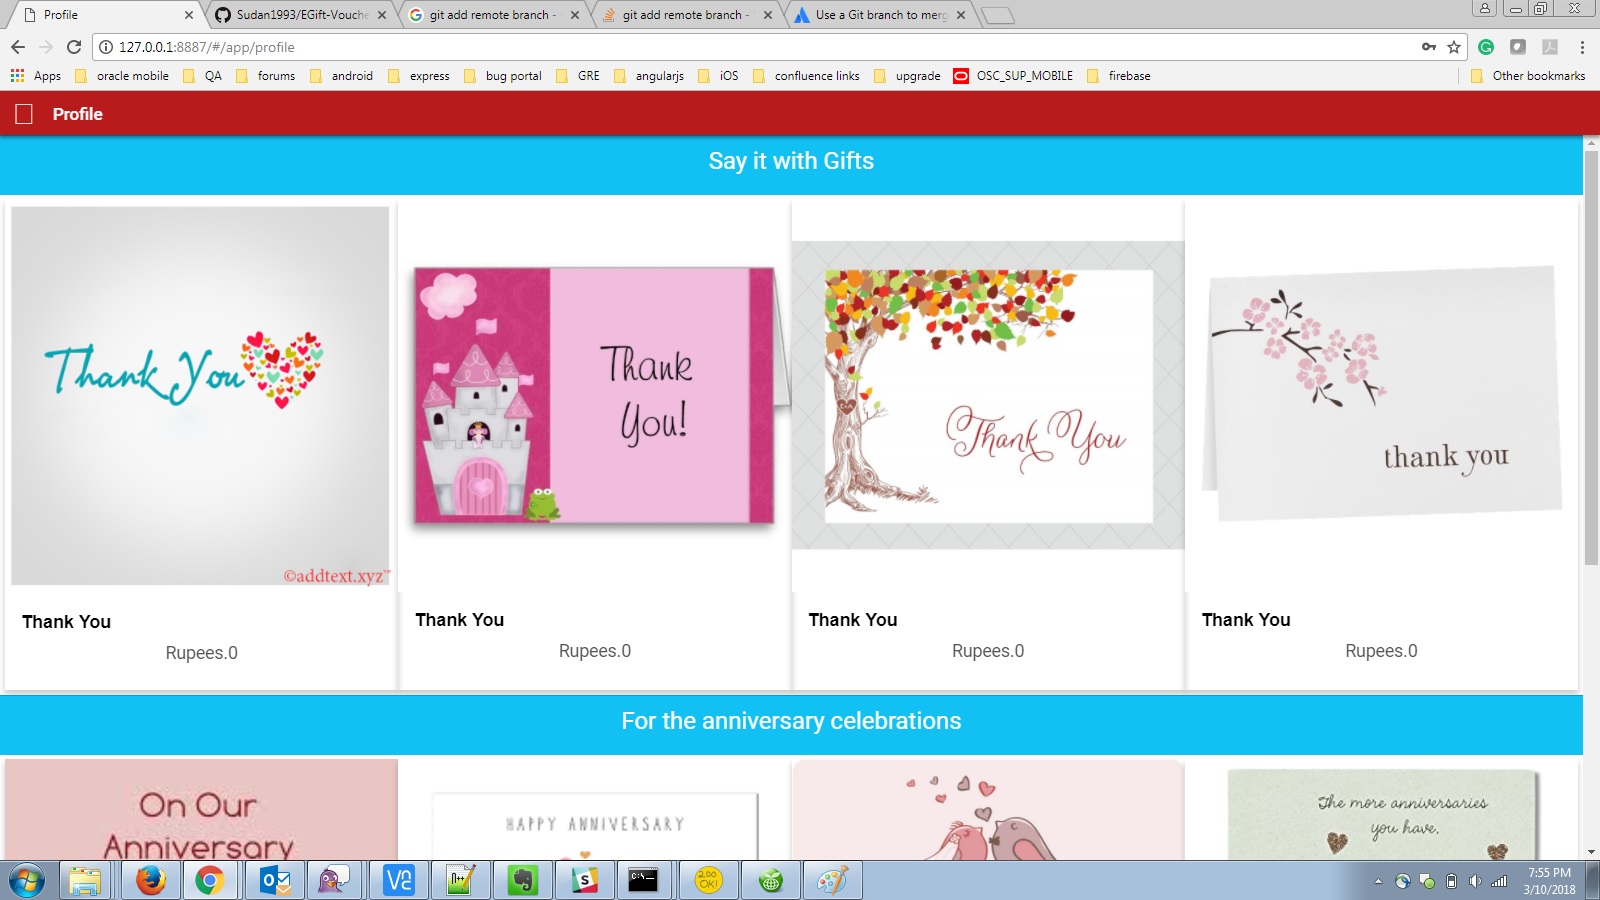 Profile
Sudan1993/EGift-Vouche
git add remote branch -
git add remote branch -
Use a Git branch to merg
127.0.0.1:8887/#/app/profile
Apps
oracle mobile
QA
forums
android
express
bug portal
GRE
angularjs
iOS
confluence links
upgrade
OSC_SUP_MOBILE
firebase
Other bookmarks
Profile
Say it with Gifts
Thank You
©addtext.xyz™
Thank
You!
Thank You
thank you
Thank You
Thank You
Thank You
Thank You
Rupees.0
Rupees.0
Rupees.0
Rupees.0
For the anniversary celebrations
On Our
Anniversary
HAPPY ANNIVERSARY
The more anniversaries
you have,
7:55 PM
3/10/2018